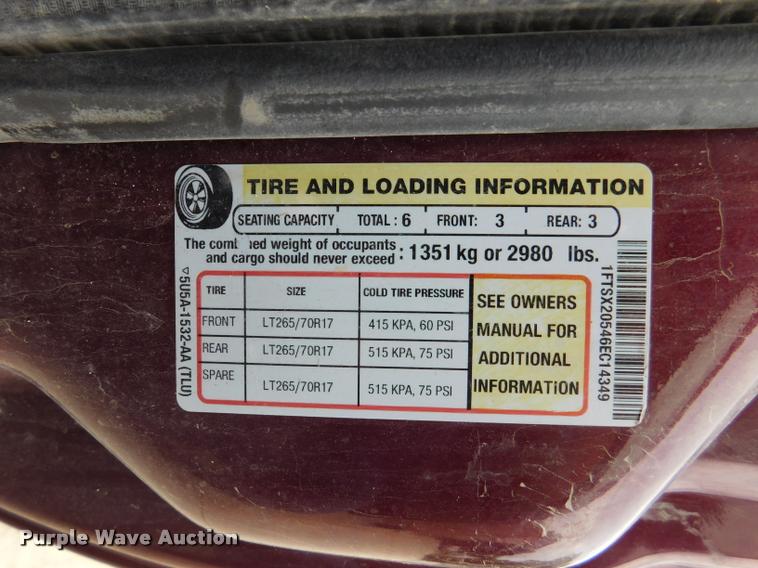 TIRE AND LOADING INFORMATION
SEATING CAPACITY TOTAL : 6 FRONT: 3 REAR: 3
The com ned weight of occupants
and cargo should never exceed : 1351 kg or 2980 lbs.
TIRE SIZE COLD TIRE PRESSURE
FRONT LT265/70R17 415 KPA, 60 PSI
REAR LT265/70R17 515 KPA, 75 PSI
SPARE LT265/70R17 515 KPA, 75 PSI
SEE OWNERS
MANUAL FOR
ADDITIONAL
INFORMATION
5U5A-1532-AA (TLU)
1FTSX20546EC14349
Purple Wave Auction